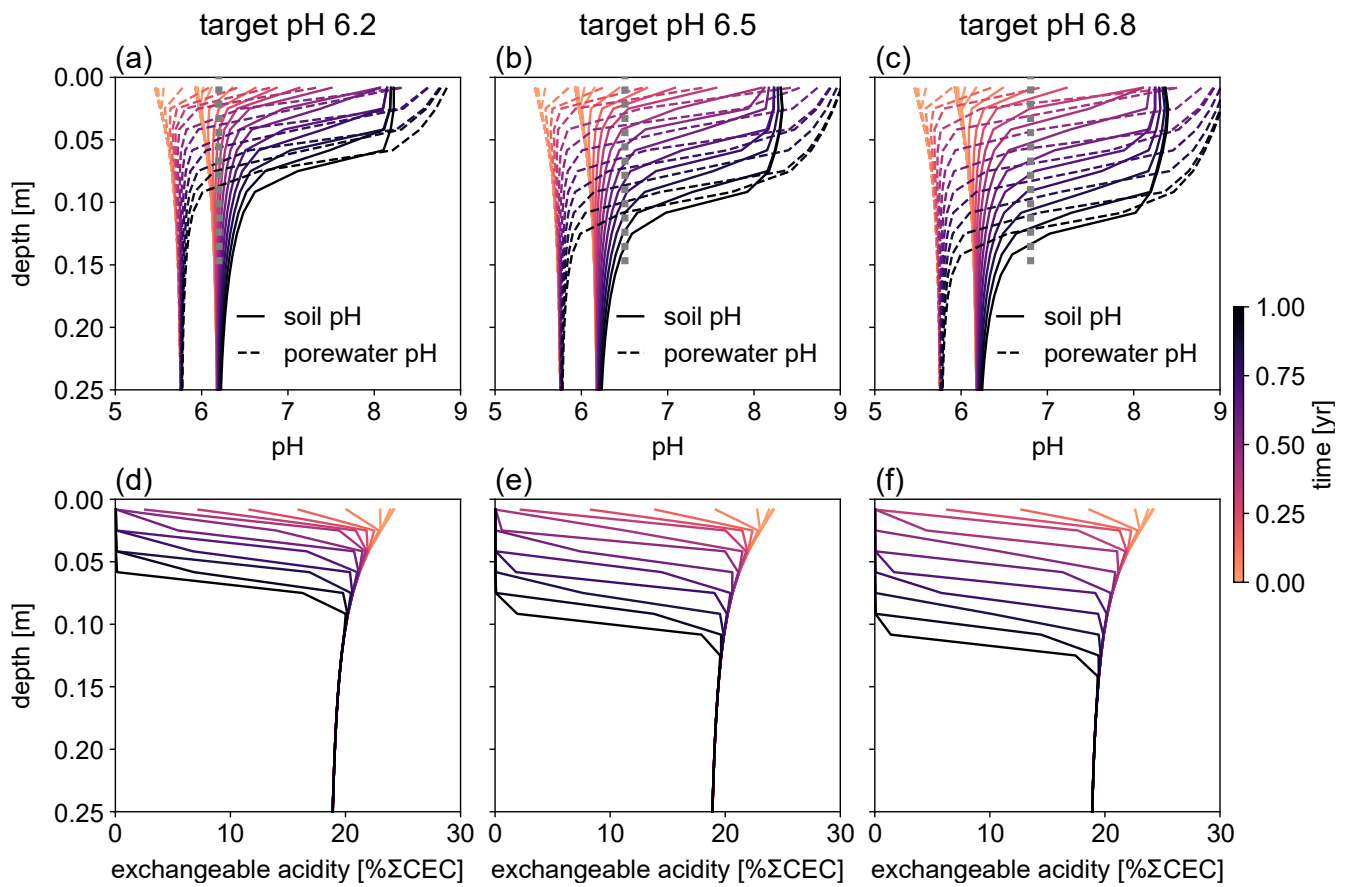 target pH 6.2
target pH 6.5
target pH 6.8
(a)
(b)
(c)
0.00
0.05
0.10
0.15
0.20
0.25
depth [m]
soil pH
porewater pH
soil pH
porewater pH
soil pH
porewater pH
5 6 7 8 9
5 6 7 8 9
5 6 7 8 9
pH
pH
pH
1.00
0.75
0.50
0.25
0.00
time [yr]
(d)
(e)
(f)
0.00
0.05
0.10
0.15
0.20
0.25
depth [m]
0 10 20 30
0 10 20 30
0 10 20 30
exchangeable acidity [%ΣCEC]
exchangeable acidity [%ΣCEC]
exchangeable acidity [%ΣCEC]